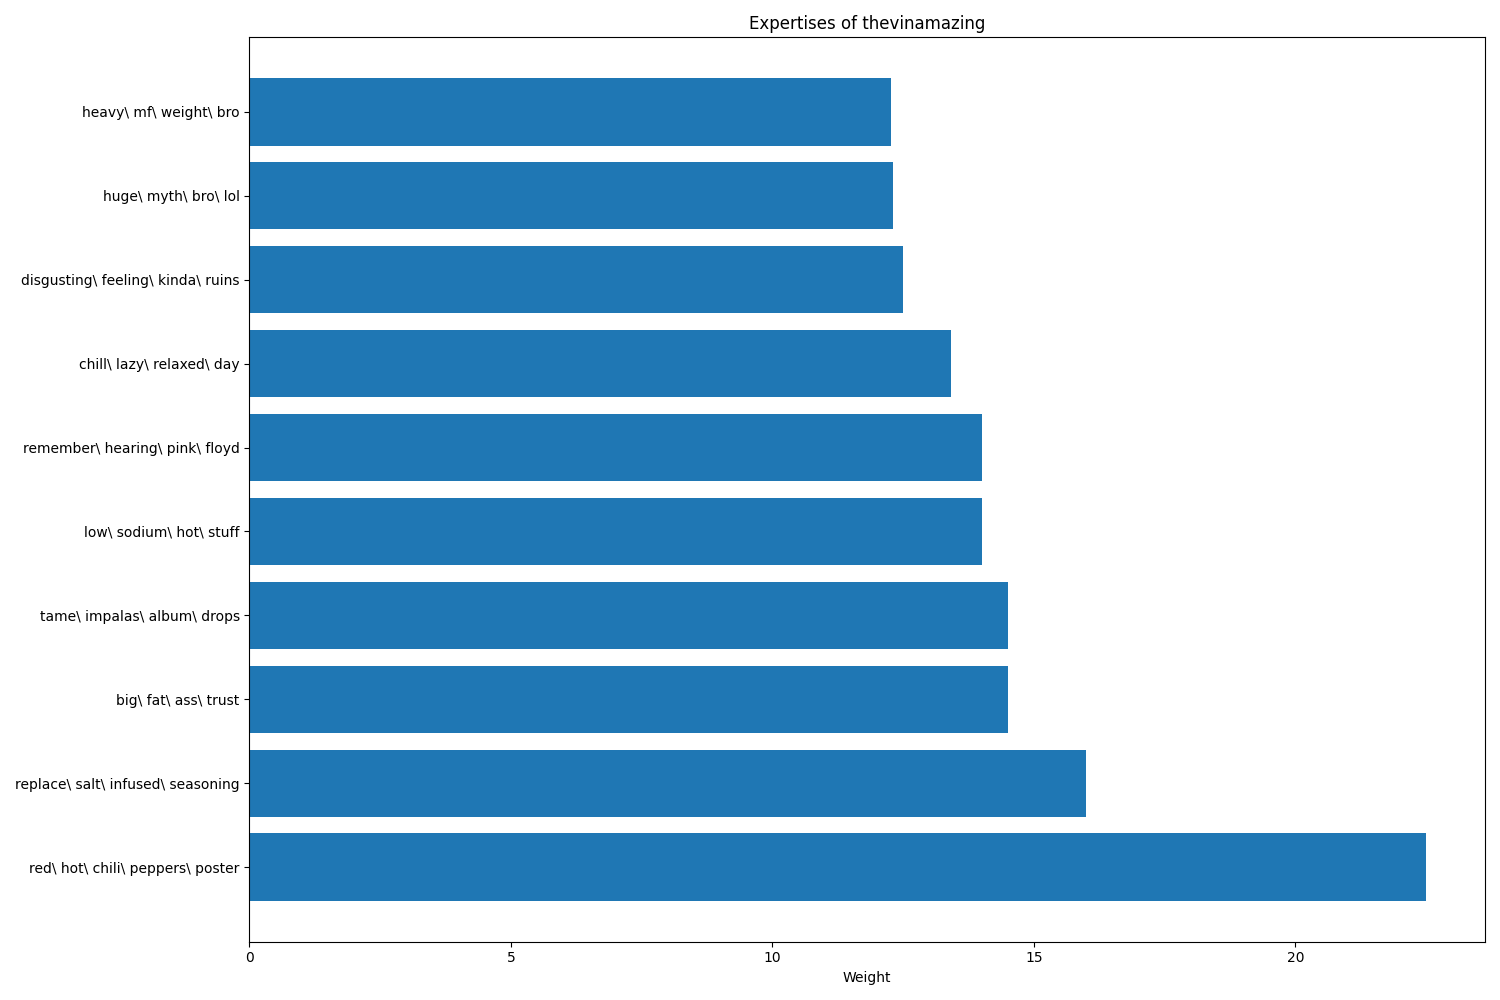 Expertises of thevinamazing
heavy\ mf\ weight\ bro
huge\ myth\ bro\ lol
disgusting\ feeling\ kinda\ ruins
chill\ lazy\ relaxed\ day
remember\ hearing\ pink\ floyd
low\ sodium\ hot\ stuff
tame\ impalas\ album\ drops
big\ fat\ ass\ trust
replace\ salt\ infused\ seasoning
red\ hot\ chili\ peppers\ poster
0 5 10 15 20
Weight